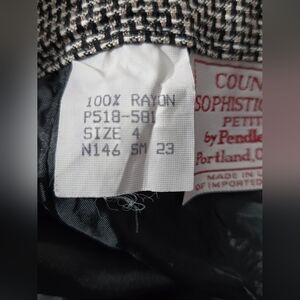 100% RAYON
P518-581
SIZE 4
N146 SM 23
COUN
SOPHISTIC
PETIT
by Pendle
Portland, O
MADE IN U
OF IMPORTED